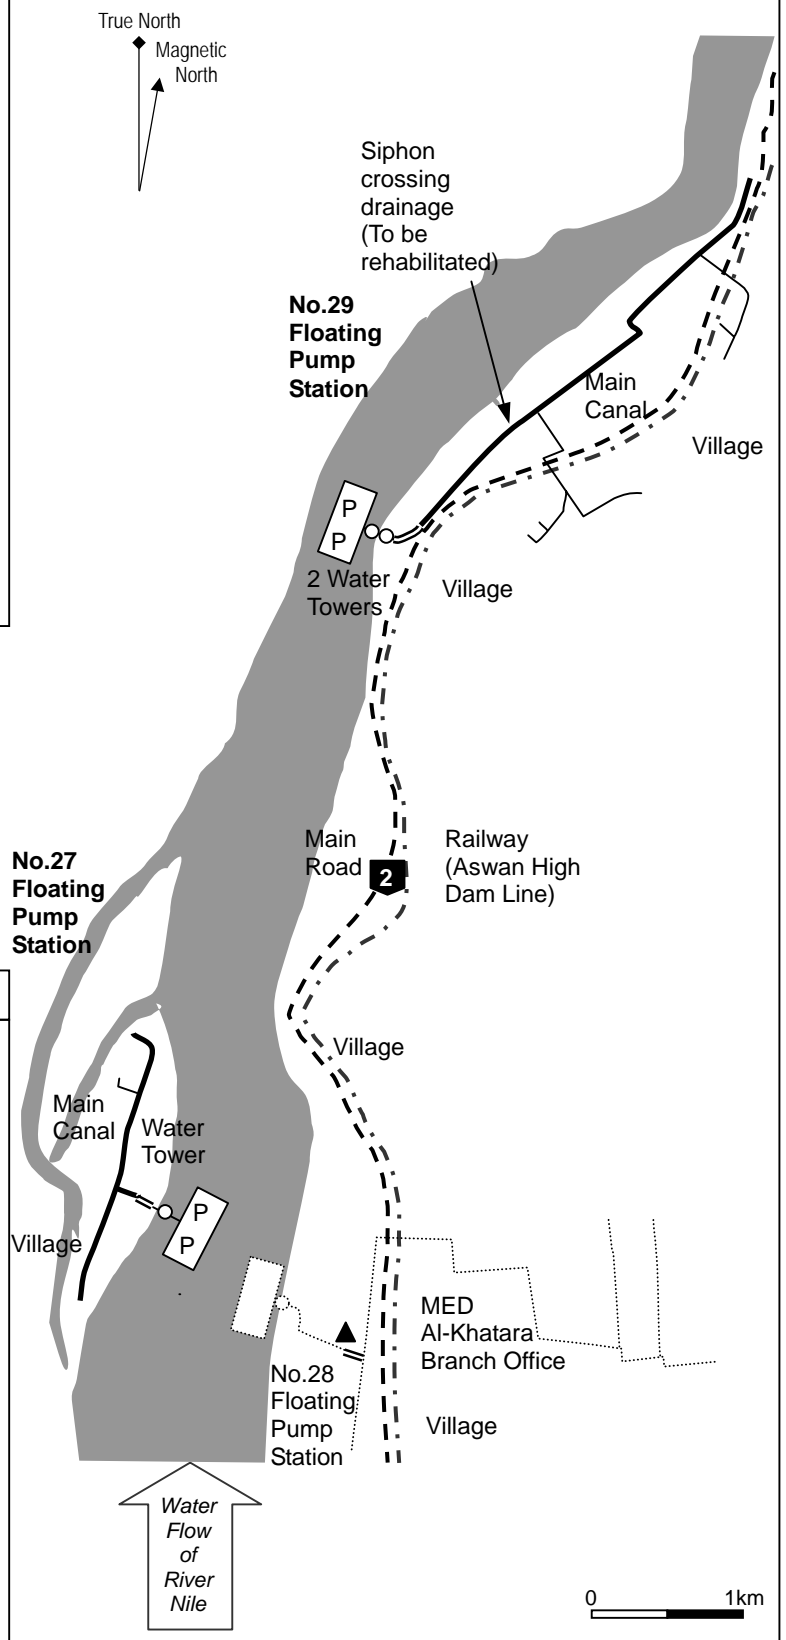 True North
Magnetic
North
Siphon
crossing
drainage
(To be
rehabilitated)
No.29
Floating
Pump
Station
Main
Canal
Village
P
P
2 Water
Towers
Village
Main
Road
2
Railway
(Aswan High
Dam Line)
No.27
Floating
Pump
Station
Village
Main
Canal
Water
Tower
P
P
Village
MED
Al-Khatara
Branch Office
No.28
Floating
Pump
Station
Village
Water
Flow
of
River
Nile
0 1km